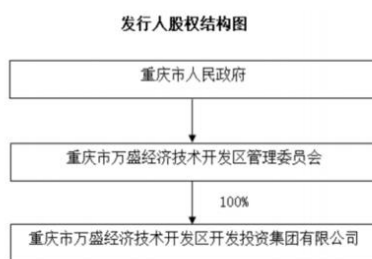 发行人股权结构图
重庆市人民政府
重庆市万盛经济技术开发区管理委员会
100%
重庆市万盛经济技术开发区开发投资集团有限公司